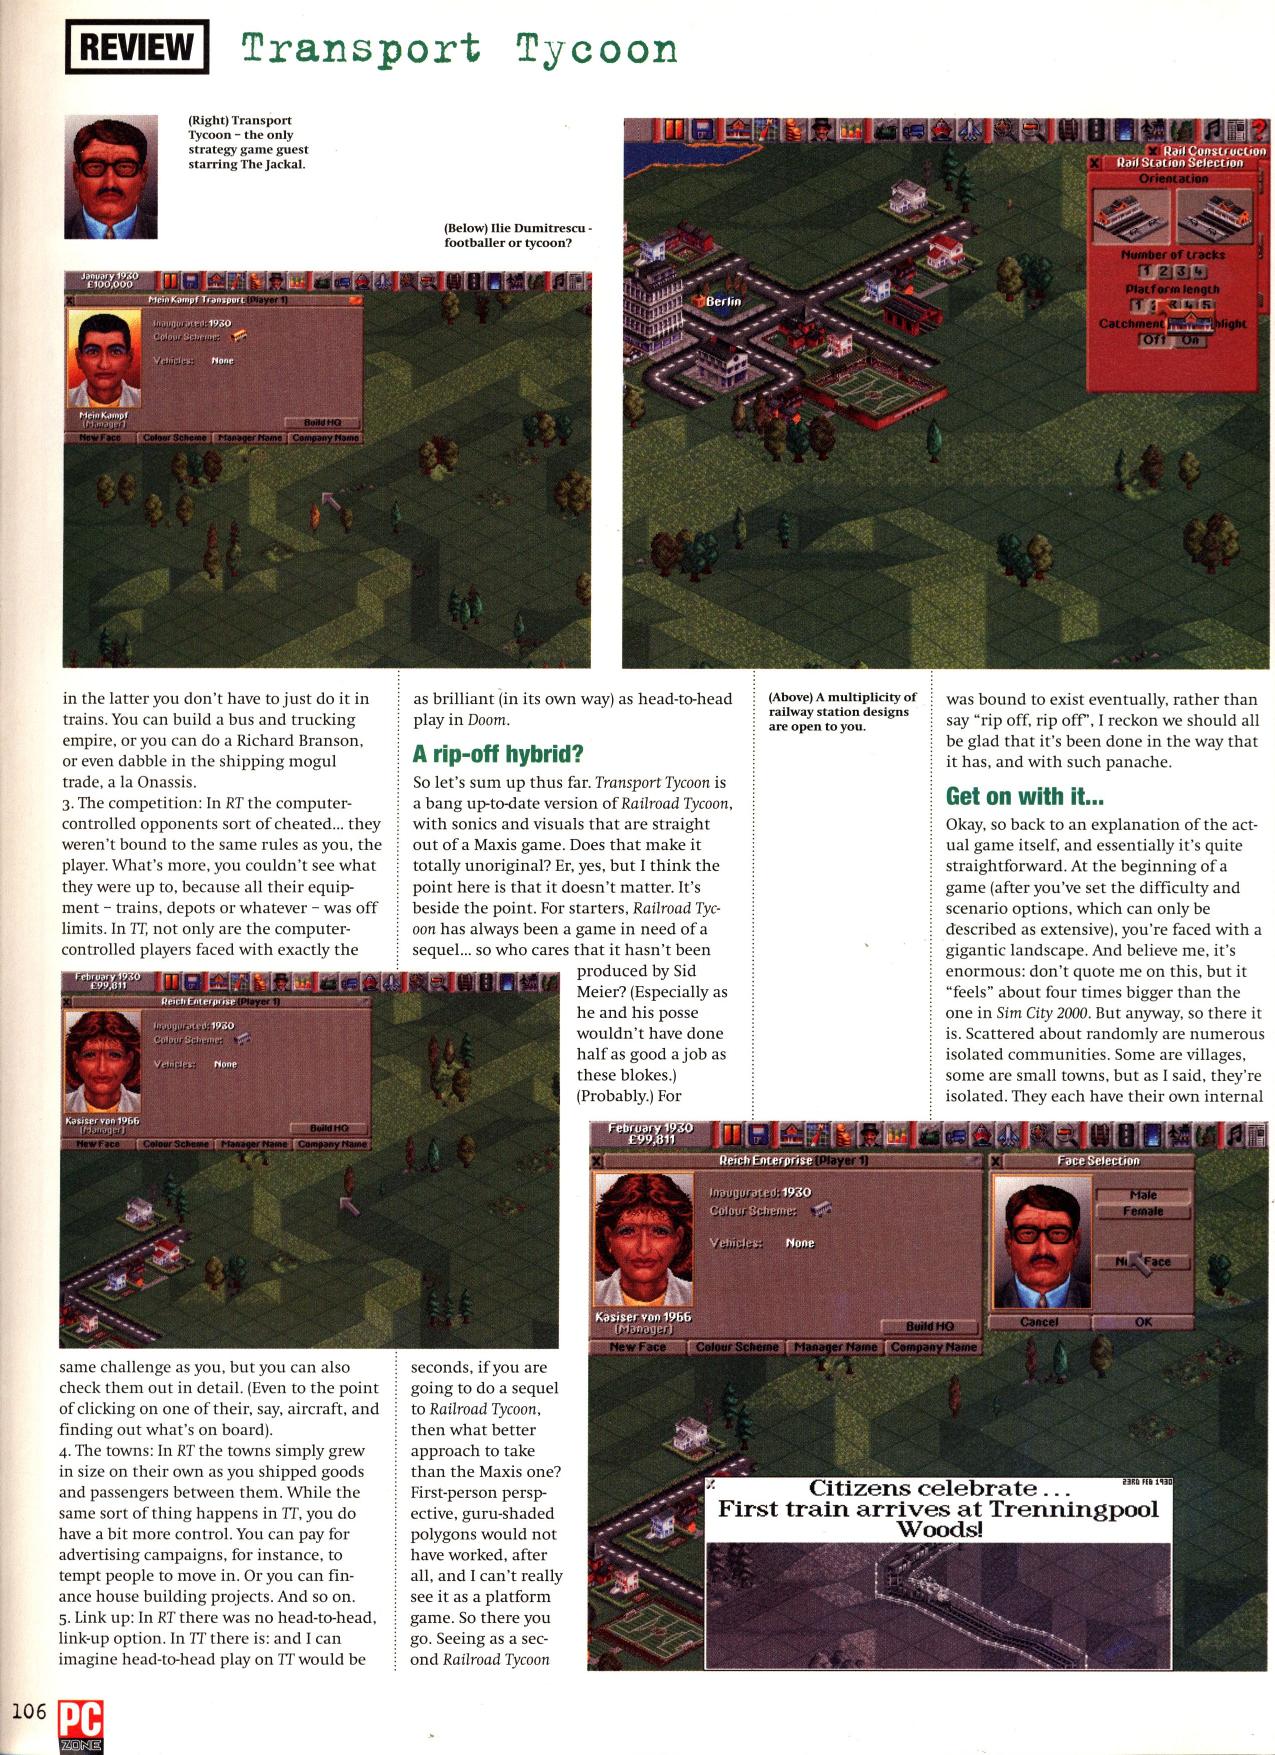 REVIEW Transport Tycoon
(Right) Transport
Tycoon – the only
strategy game guest
starring The Jackal.
(Below) Ilie Dumitrescu -
footballer or tycoon?
January 1930
£100,000
Mein Kampf Transport (Player 1)
Inaugurated: 1930
Colour Scheme:
Vehicles: None
Mein Kampf
(Manager)
Build HQ
New Face Colour Scheme Manager Name Company Name
Rail Construction
Rail Station Selection
Orientation
Number of tracks
1 2 3 4
Platform length
1 3 4 5
Catchment hlight
Off On
Berlin
in the latter you don't have to just do it in
trains. You can build a bus and trucking
empire, or you can do a Richard Branson,
or even dabble in the shipping mogul
trade, a la Onassis.
3. The competition: In RT the computer-
controlled opponents sort of cheated... they
weren't bound to the same rules as you, the
player. What's more, you couldn't see what
they were up to, because all their equip-
ment – trains, depots or whatever – was off
limits. In TT, not only are the computer-
controlled players faced with exactly the
February 1930
£99,811
Reich Enterprise (Player 1)
Inaugurated: 1930
Colour Scheme:
Vehicles: None
Kasiser von 1966
(Manager)
Build HQ
New Face Colour Scheme Manager Name Company Name
same challenge as you, but you can also
check them out in detail. (Even to the point
of clicking on one of their, say, aircraft, and
finding out what's on board).
4. The towns: In RT the towns simply grew
in size on their own as you shipped goods
and passengers between them. While the
same sort of thing happens in TT, you do
have a bit more control. You can pay for
advertising campaigns, for instance, to
tempt people to move in. Or you can fin-
ance house building projects. And so on.
5. Link up: In RT there was no head-to-head,
link-up option. In TT there is: and I can
imagine head-to-head play on TT would be
as brilliant (in its own way) as head-to-head
play in Doom.
A rip-off hybrid?
So let's sum up thus far. Transport Tycoon is
a bang up-to-date version of Railroad Tycoon,
with sonics and visuals that are straight
out of a Maxis game. Does that make it
totally unoriginal? Er, yes, but I think the
point here is that it doesn't matter. It's
beside the point. For starters, Railroad Tyc-
oon has always been a game in need of a
sequel... so who cares that it hasn't been
produced by Sid
Meier? (Especially as
he and his posse
wouldn't have done
half as good a job as
these blokes.)
(Probably.) For
seconds, if you are
going to do a sequel
to Railroad Tycoon,
then what better
approach to take
than the Maxis one?
First-person persp-
ective, guru-shaded
polygons would not
have worked, after
all, and I can't really
see it as a platform
game. So there you
go. Seeing as a sec-
ond Railroad Tycoon
(Above) A multiplicity of
railway station designs
are open to you.
was bound to exist eventually, rather than
say "rip off, rip off", I reckon we should all
be glad that it's been done in the way that
it has, and with such panache.
Get on with it...
Okay, so back to an explanation of the act-
ual game itself, and essentially it's quite
straightforward. At the beginning of a
game (after you've set the difficulty and
scenario options, which can only be
described as extensive), you're faced with a
gigantic landscape. And believe me, it's
enormous: don't quote me on this, but it
"feels" about four times bigger than the
one in Sim City 2000. But anyway, so there it
is. Scattered about randomly are numerous
isolated communities. Some are villages,
some are small towns, but as I said, they're
isolated. They each have their own internal
February 1930
£99,811
Reich Enterprise (Player 1)
Inaugurated: 1930
Colour Scheme:
Vehicles: None
Kasiser von 1966
(Manager)
Build HQ
New Face Colour Scheme Manager Name Company Name
Face Selection
Male
Female
Face
Cancel OK
23RD FEB 1930
Citizens celebrate . . .
First train arrives at Trenningpool
Woods!
106 PC
ZONE